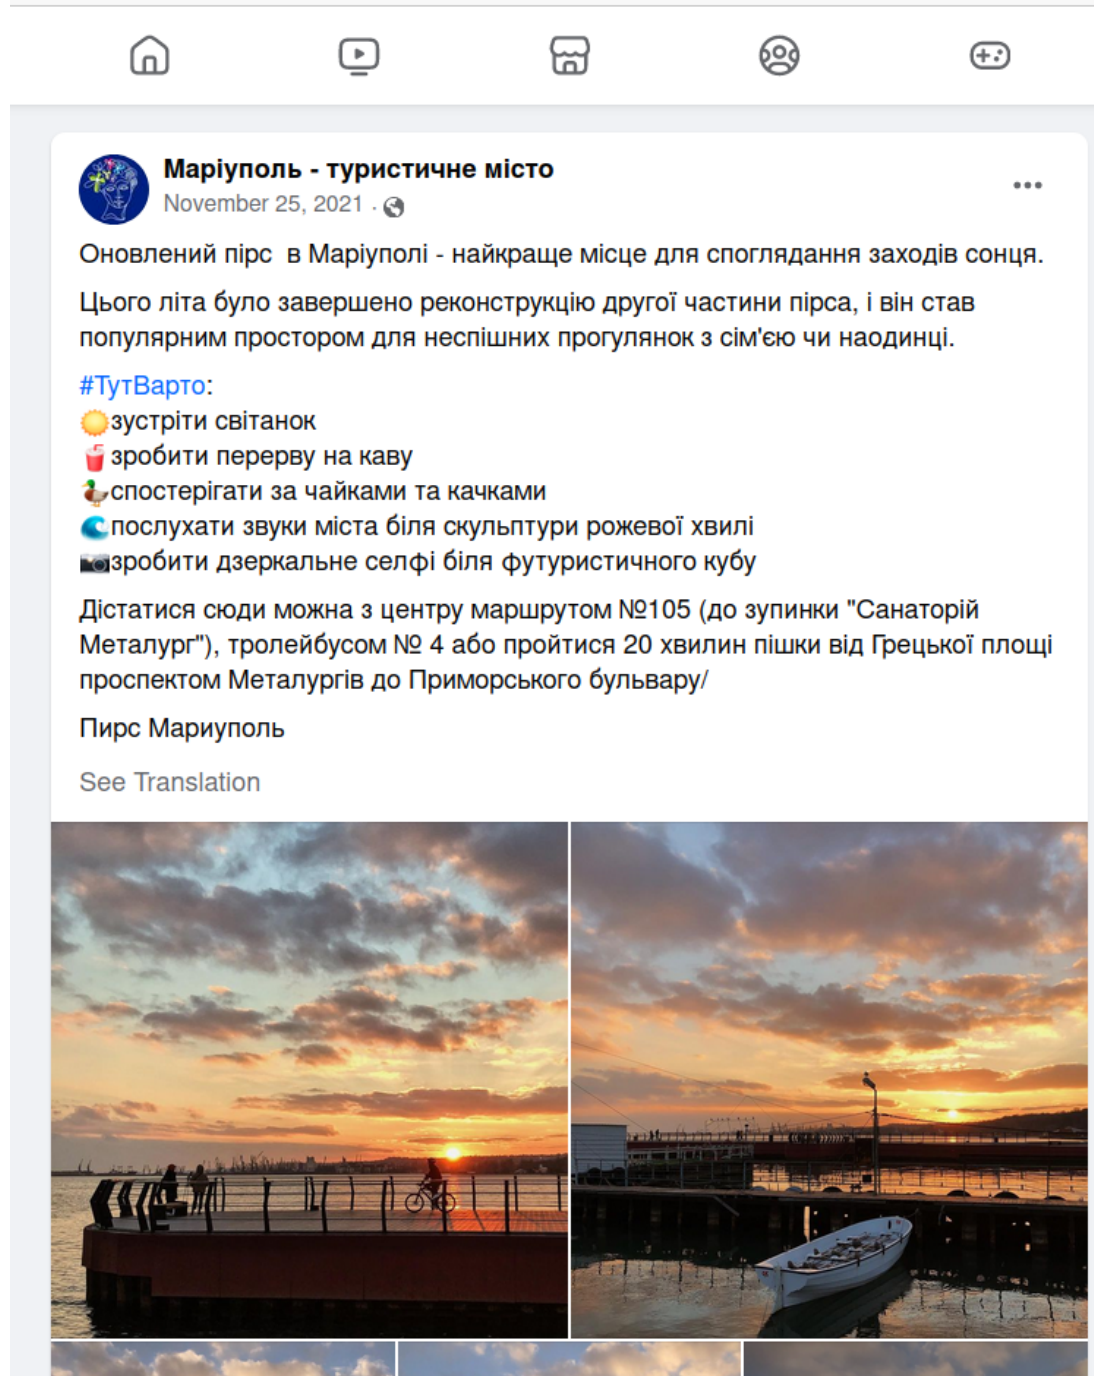 Маріуполь - туристичне місто
November 25, 2021 ·
Оновлений пірс  в Маріуполі - найкраще місце для споглядання заходів сонця.
Цього літа було завершено реконструкцію другої частини пірса, і він став
популярним простором для неспішних прогулянок з сім'єю чи наодинці.
#ТутВарто:
☀️зустріти світанок
🥤зробити перерву на каву
🦆спостерігати за чайками та качками
🌊послухати звуки міста біля скульптури рожевої хвилі
📷зробити дзеркальне селфі біля футуристичного кубу
Дістатися сюди можна з центру маршрутом №105 (до зупинки "Санаторій
Металург"), тролейбусом № 4 або пройтися 20 хвилин пішки від Грецької площі
проспектом Металургів до Приморського бульвару/
Пирс Мариуполь
See Translation